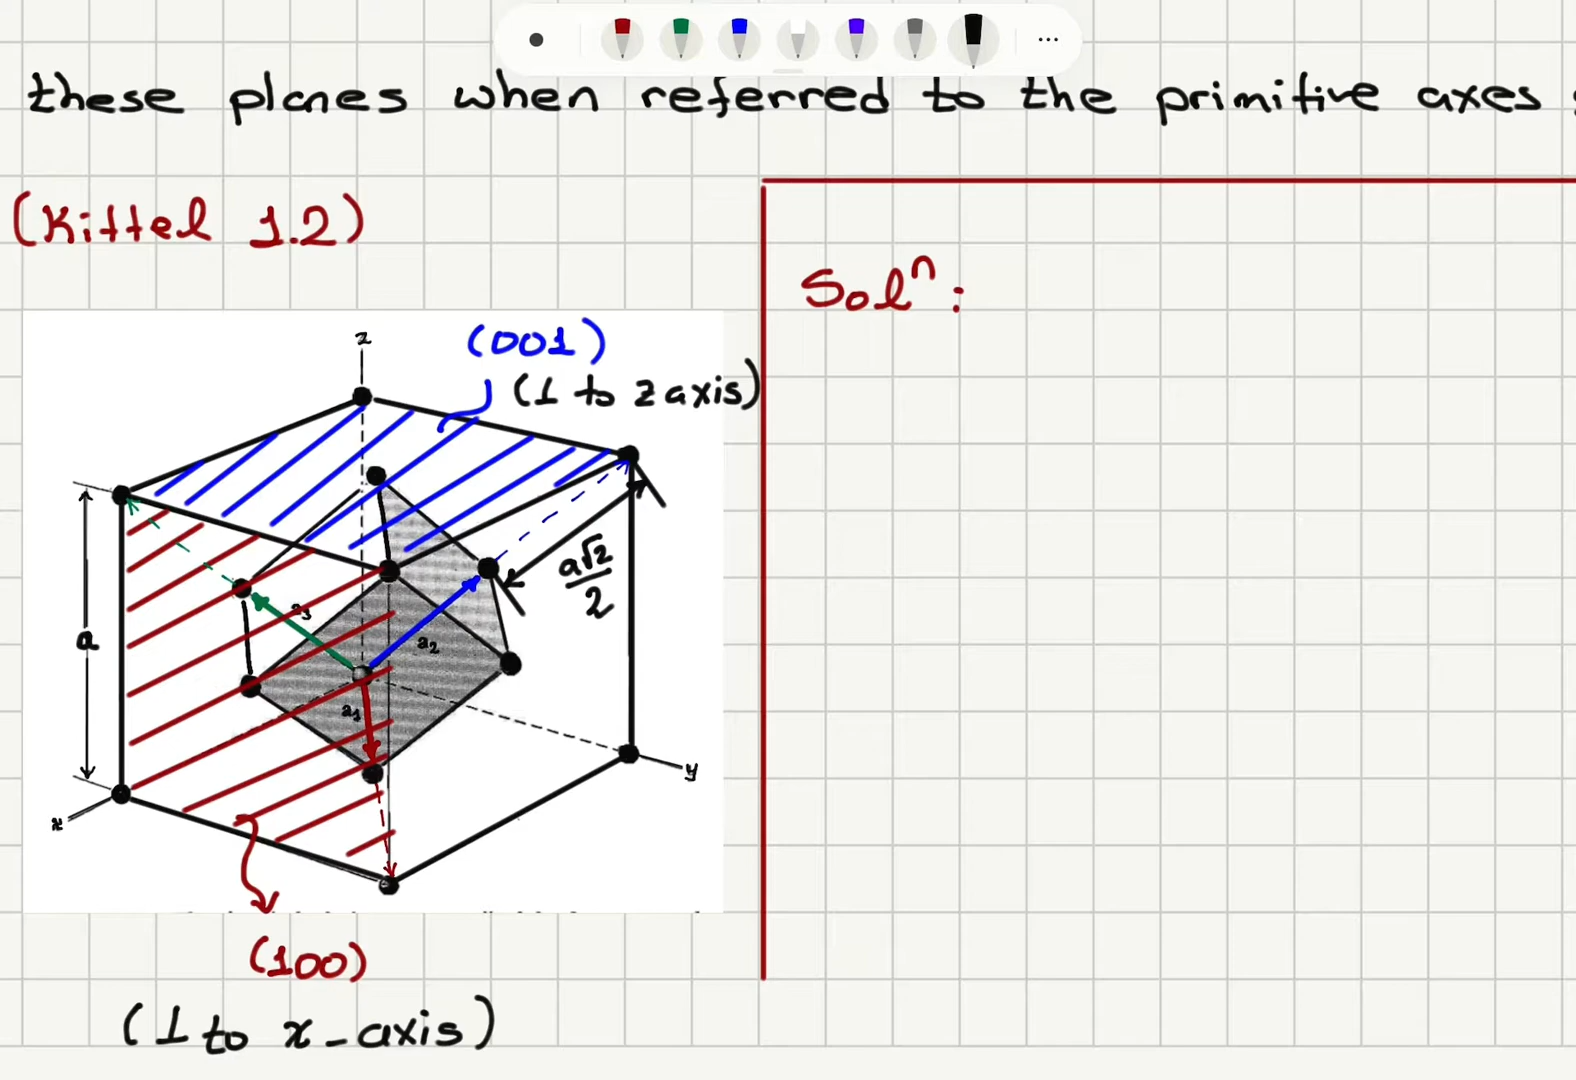 these planes when referred to the primitive axes
(Kittel 1.2)
Solⁿ:
z
(001)
(⊥ to z axis)
a√2
2
a
a₃
a₂
a₁
y
x
(100)
(⊥ to x-axis)